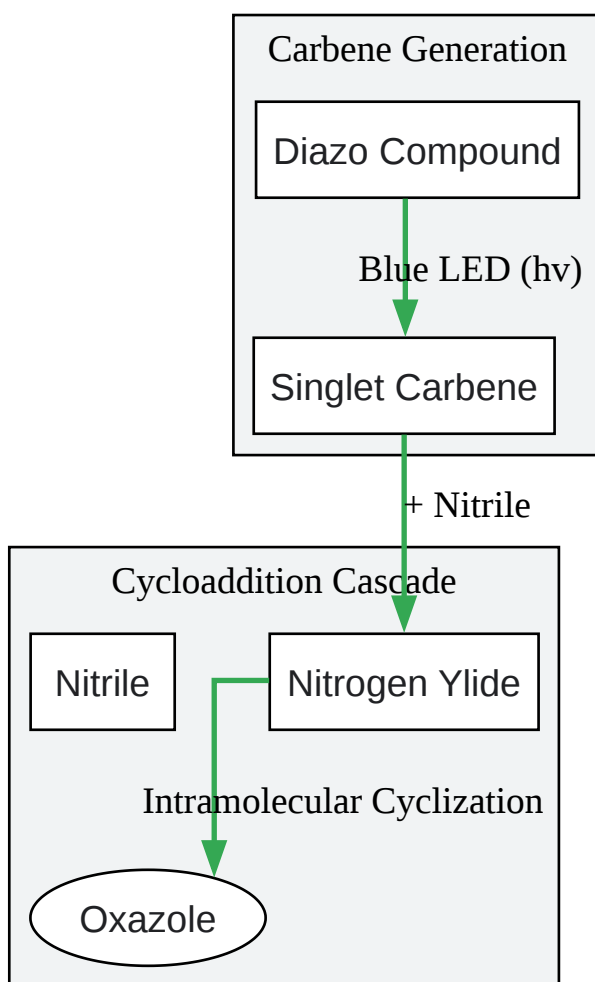 Carbene Generation
Diazo Compound
Blue LED (hv)
Singlet Carbene
+ Nitrile
Cycloaddition Cascade
Nitrile
Nitrogen Ylide
Intramolecular Cyclization
Oxazole